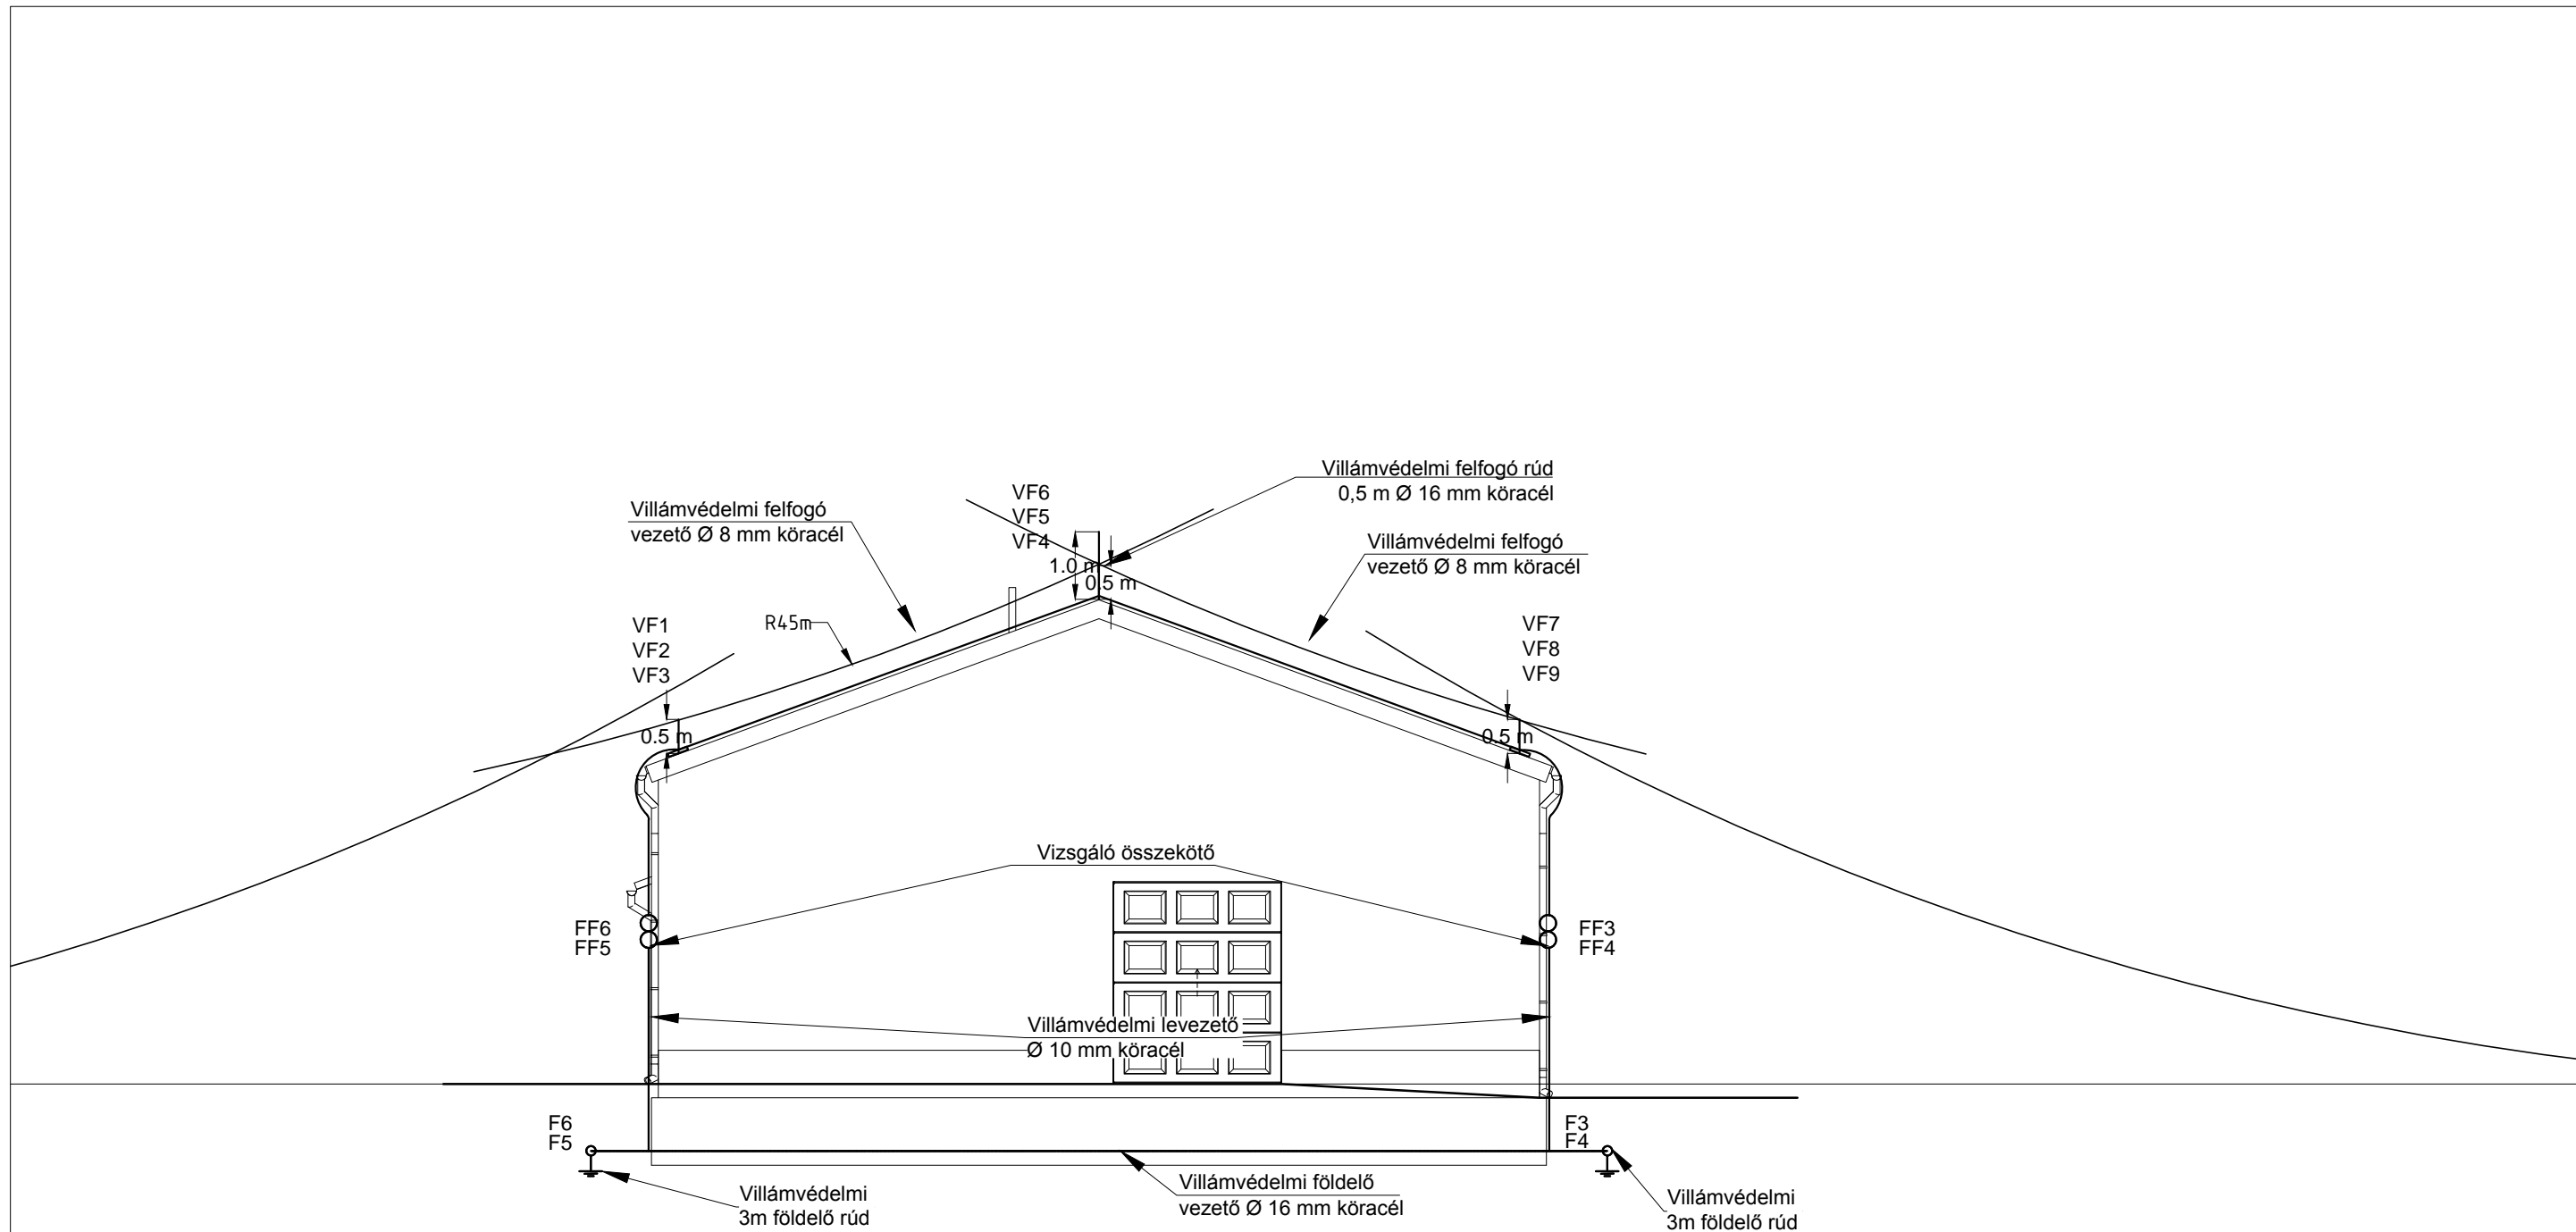 Villámvédelmi felfogó rúd
0,5 m Ø 16 mm köracél
VF6
VF5
VF4
Villámvédelmi felfogó
vezető Ø 8 mm köracél
Villámvédelmi felfogó
vezető Ø 8 mm köracél
1.0 m
0.5 m
R45m
VF1
VF2
VF3
VF7
VF8
VF9
0.5 m
0.5 m
Vizsgáló összekötő
FF6
FF5
FF3
FF4
Villámvédelmi levezető
Ø 10 mm köracél
F6
F5
F3
F4
Villámvédelmi
3m földelő rúd
Villámvédelmi földelő
vezető Ø 16 mm köracél
Villámvédelmi
3m földelő rúd